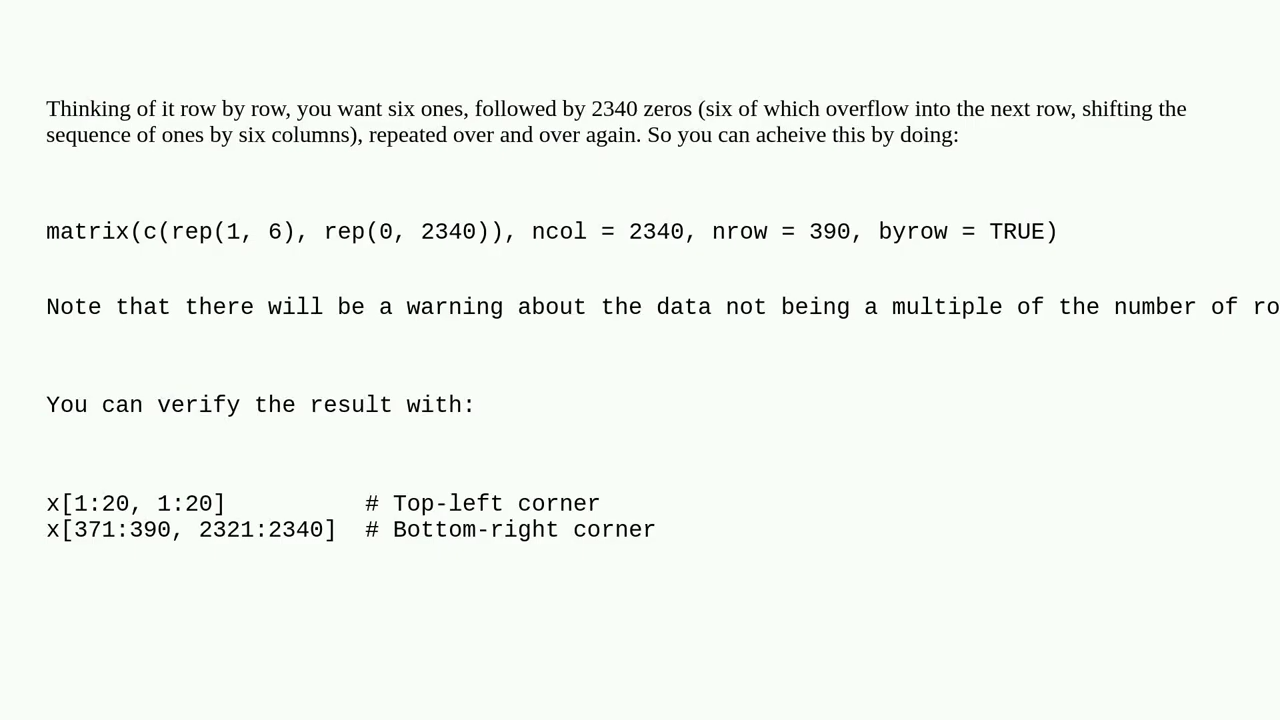 Thinking of it row by row, you want six ones, followed by 2340 zeros (six of which overflow into the next row, shifting the
sequence of ones by six columns), repeated over and over again. So you can acheive this by doing:
matrix(c(rep(1, 6), rep(0, 2340)), ncol = 2340, nrow = 390, byrow = TRUE)
Note that there will be a warning about the data not being a multiple of the number of ro
You can verify the result with:
x[1:20, 1:20]          # Top-left corner
x[371:390, 2321:2340]  # Bottom-right corner